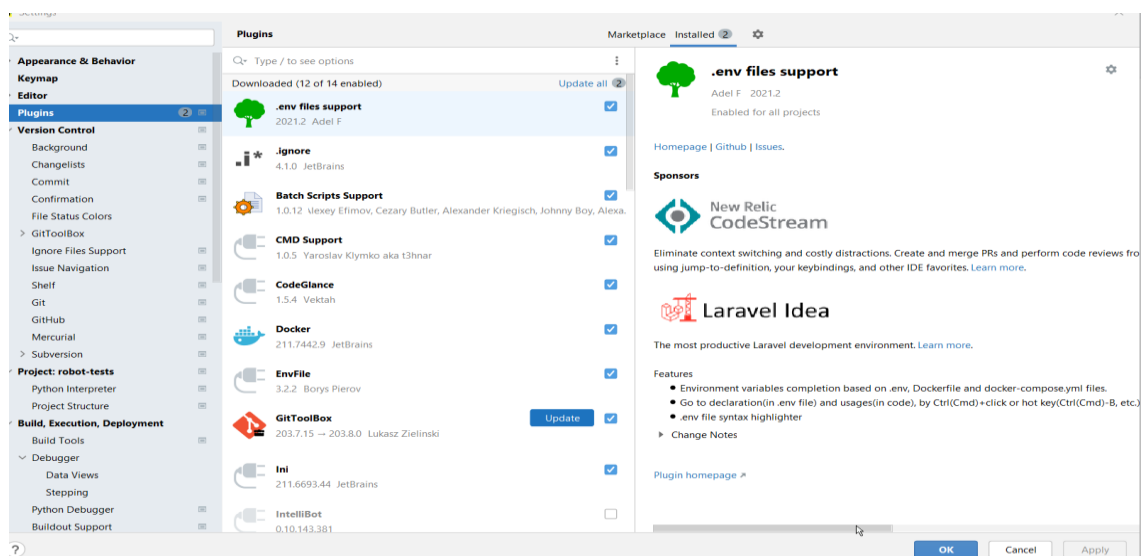 Settings
Appearance & Behavior
Keymap
Editor
Plugins 2
Version Control
Background
Changelists
Commit
Confirmation
File Status Colors
GitToolBox
Ignore Files Support
Issue Navigation
Shelf
Git
GitHub
Mercurial
Subversion
Project: robot-tests
Python Interpreter
Project Structure
Build, Execution, Deployment
Build Tools
Debugger
Data Views
Stepping
Python Debugger
Buildout Support
?
Plugins
Marketplace Installed 2
Type / to see options
Downloaded (12 of 14 enabled) Update all 2
.env files support
2021.2 Adel F
.ignore
4.1.0 JetBrains
Batch Scripts Support
1.0.12 Alexey Efimov, Cezary Butler, Alexander Kriegisch, Johnny Boy, Alexa.
CMD Support
1.0.5 Yaroslav Klymko aka t3hnar
CodeGlance
1.5.4 Vektah
Docker
211.7442.9 JetBrains
EnvFile
3.2.2 Borys Pierov
GitToolBox Update
203.7.15 → 203.8.0 Lukasz Zielinski
Ini
211.6693.44 JetBrains
IntelliBot
0.10.143.381
.env files support
Adel F 2021.2
Enabled for all projects
Homepage | Github | Issues.
Sponsors
New Relic
CodeStream
Eliminate context switching and costly distractions. Create and merge PRs and perform code reviews fro
using jump-to-definition, your keybindings, and other IDE favorites. Learn more.
Laravel Idea
The most productive Laravel development environment. Learn more.
Features
• Environment variables completion based on .env, Dockerfile and docker-compose.yml files.
• Go to declaration(in .env file) and usages(in code), by Ctrl(Cmd)+click or hot key(Ctrl(Cmd)-B, etc.)
• .env file syntax highlighter
Change Notes
Plugin homepage ↗
OK Cancel Apply